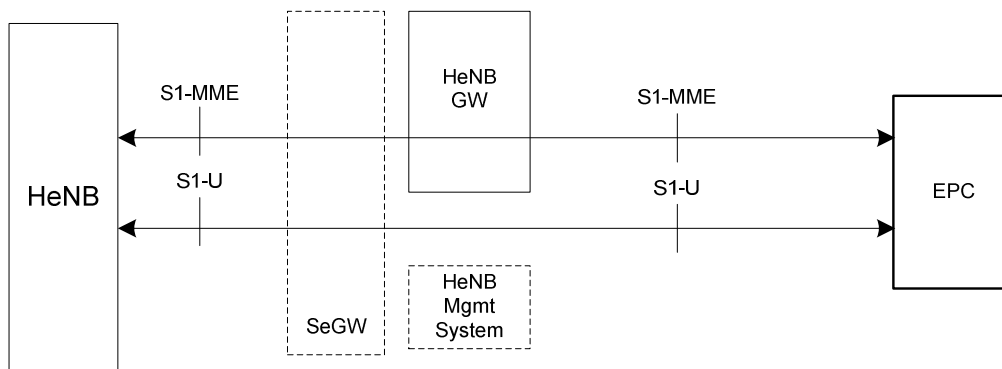 HeNB
GW
S1-MME
S1-MME
S1-U
S1-U
HeNB
EPC
HeNB
Mgmt
System
SeGW